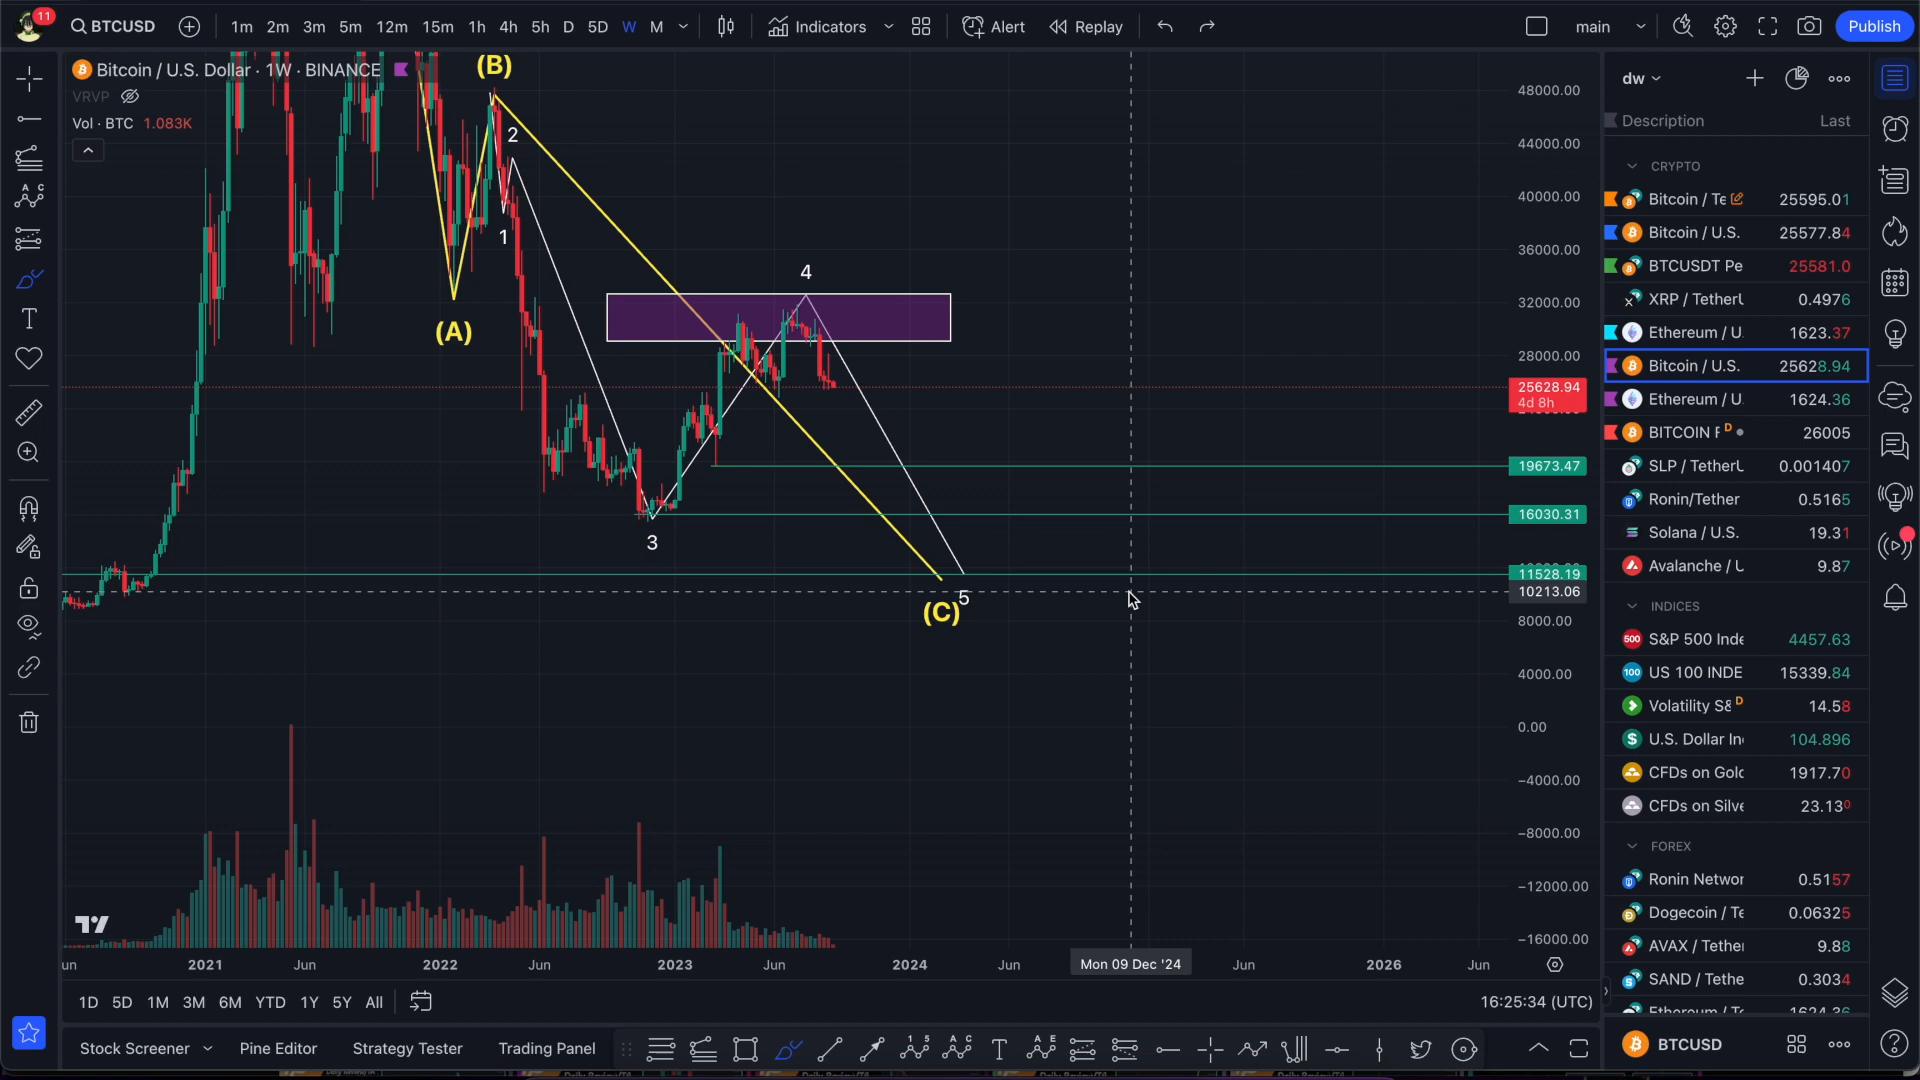 11
BTCUSD
1m 2m 3m 5m 12m 15m 1h 4h 5h D 5D W M
Indicators
Alert
Replay
main
Publish
Bitcoin / U.S. Dollar · 1W · BINANCE
VRVP
Vol · BTC 1.083K
(B)
2
1
(A)
4
3
5
(C)
48000.00
44000.00
40000.00
36000.00
32000.00
28000.00
25628.94
4d 8h
19673.47
16030.31
11528.19
10213.06
8000.00
4000.00
0.00
−4000.00
−8000.00
−12000.00
−16000.00
un 2021 Jun 2022 Jun 2023 Jun 2024 Jun Mon 09 Dec '24 Jun 2026 Jun
1D 5D 1M 3M 6M YTD 1Y 5Y All
16:25:34 (UTC)
Stock Screener Pine Editor Strategy Tester Trading Panel
dw
Description Last
CRYPTO
Bitcoin / Te 25595.01
Bitcoin / U.S. 25577.84
BTCUSDT Pe 25581.0
XRP / Tetherl 0.4976
Ethereum / U 1623.37
Bitcoin / U.S. 25628.94
Ethereum / U 1624.36
BITCOIN F D 26005
SLP / Tetherl 0.001407
Ronin/Tether 0.5165
Solana / U.S. 19.31
Avalanche / U 9.87
INDICES
500 S&P 500 Inde 4457.63
100 US 100 INDE 15339.84
Volatility S& D 14.58
U.S. Dollar In 104.896
CFDs on Gold 1917.70
CFDs on Silve 23.130
FOREX
Ronin Networ 0.5157
Dogecoin / Te 0.06325
AVAX / Tether 9.88
SAND / Tethe 0.3034
BTCUSD